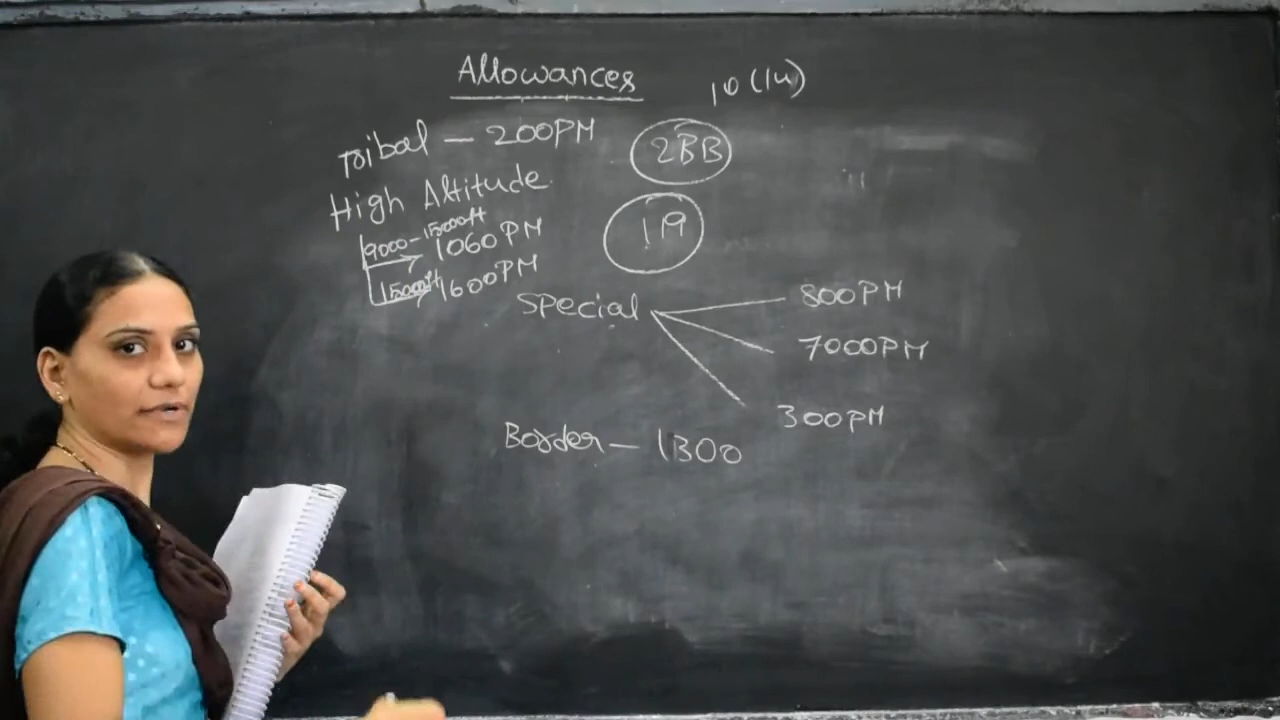 Allowances
10 (14)
Tribal - 200PM
2BB
High Altitude
9000-15000ft 1060PM
119
15000ft 1600PM
Special
800PM
7000PM
300PM
Border - 1300